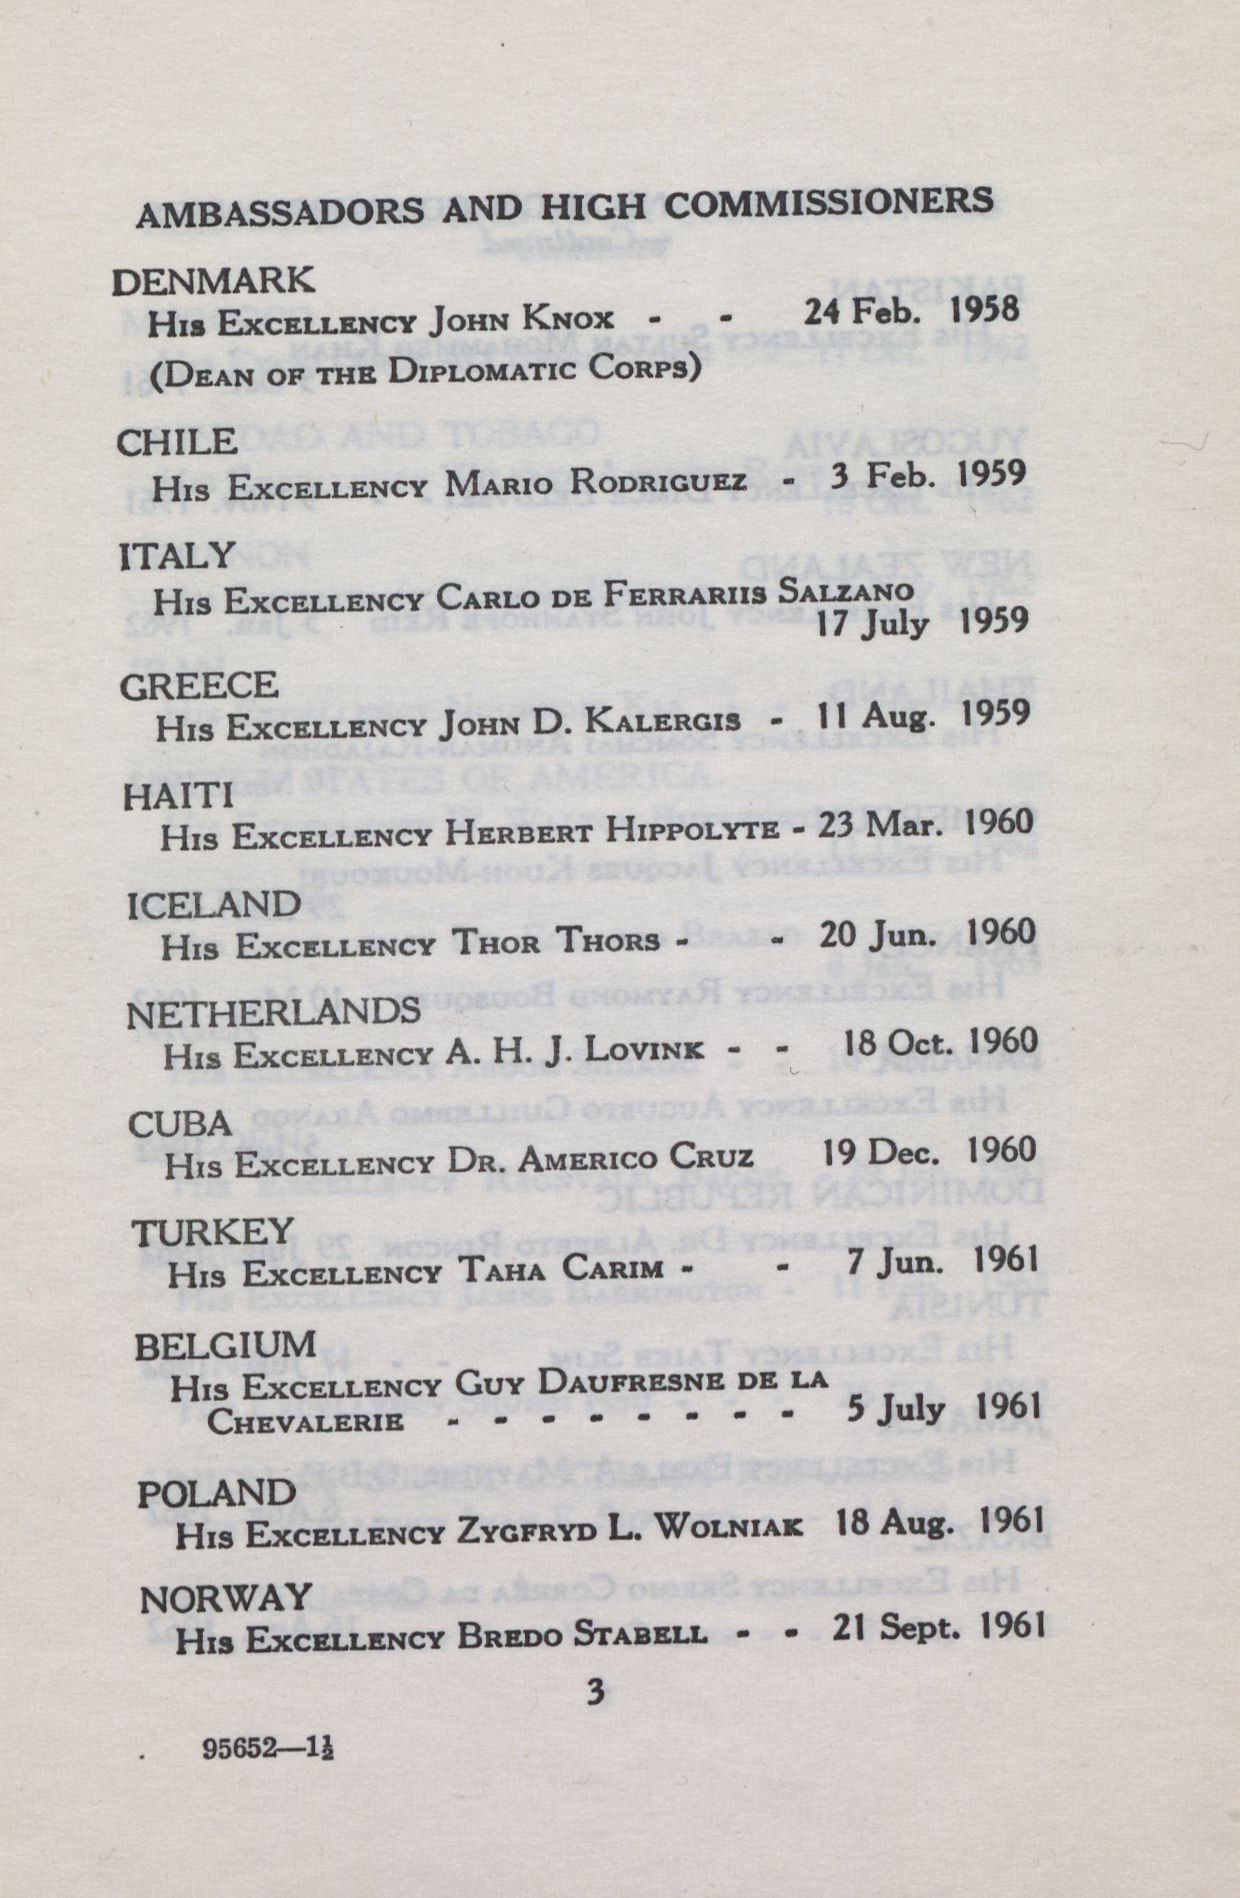 AMBASSADORS AND HIGH COMMISSIONERS
DENMARK
His Excellency John Knox - - 24 Feb. 1958
(Dean of the Diplomatic Corps)
CHILE
His Excellency Mario Rodriguez - 3 Feb. 1959
ITALY
His Excellency Carlo de Ferrariis Salzano
17 July 1959
GREECE
His Excellency John D. Kalergis - 11 Aug. 1959
HAITI
His Excellency Herbert Hippolyte - 23 Mar. 1960
ICELAND
His Excellency Thor Thors - - 20 Jun. 1960
NETHERLANDS
His Excellency A. H. J. Lovink - - 18 Oct. 1960
CUBA
His Excellency Dr. Americo Cruz 19 Dec. 1960
TURKEY
His Excellency Taha Carim - - 7 Jun. 1961
BELGIUM
His Excellency Guy Daufresne de la
Chevalerie - - - - - - - - 5 July 1961
POLAND
His Excellency Zygfryd L. Wolniak 18 Aug. 1961
NORWAY
His Excellency Bredo Stabell - - 21 Sept. 1961
3
95652—1½